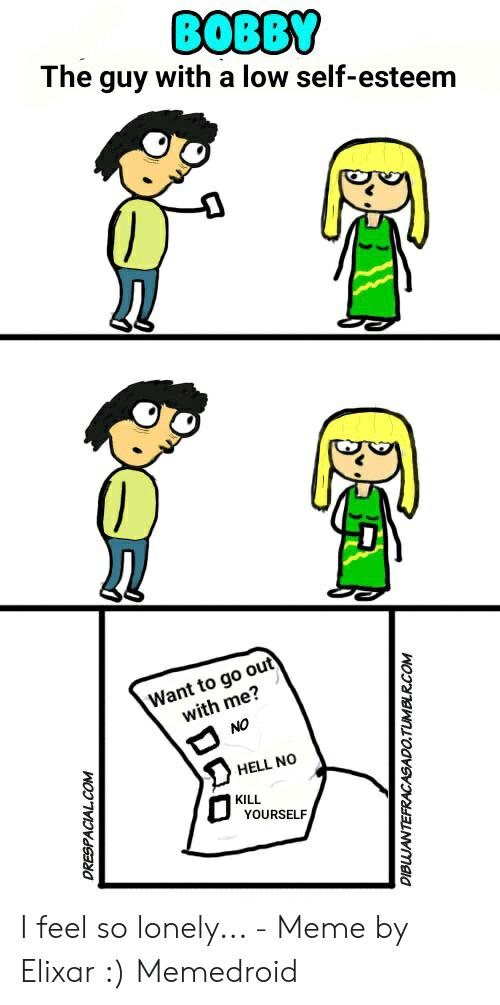 BOBBY
The guy with a low self-esteem
Want to go out
with me?
NO
HELL NO
KILL
YOURSELF
DRESPACIAL.COM
DIBUJANTEFRACASADO.TUMBLR.COM
I feel so lonely... - Meme by
Elixar :) Memedroid